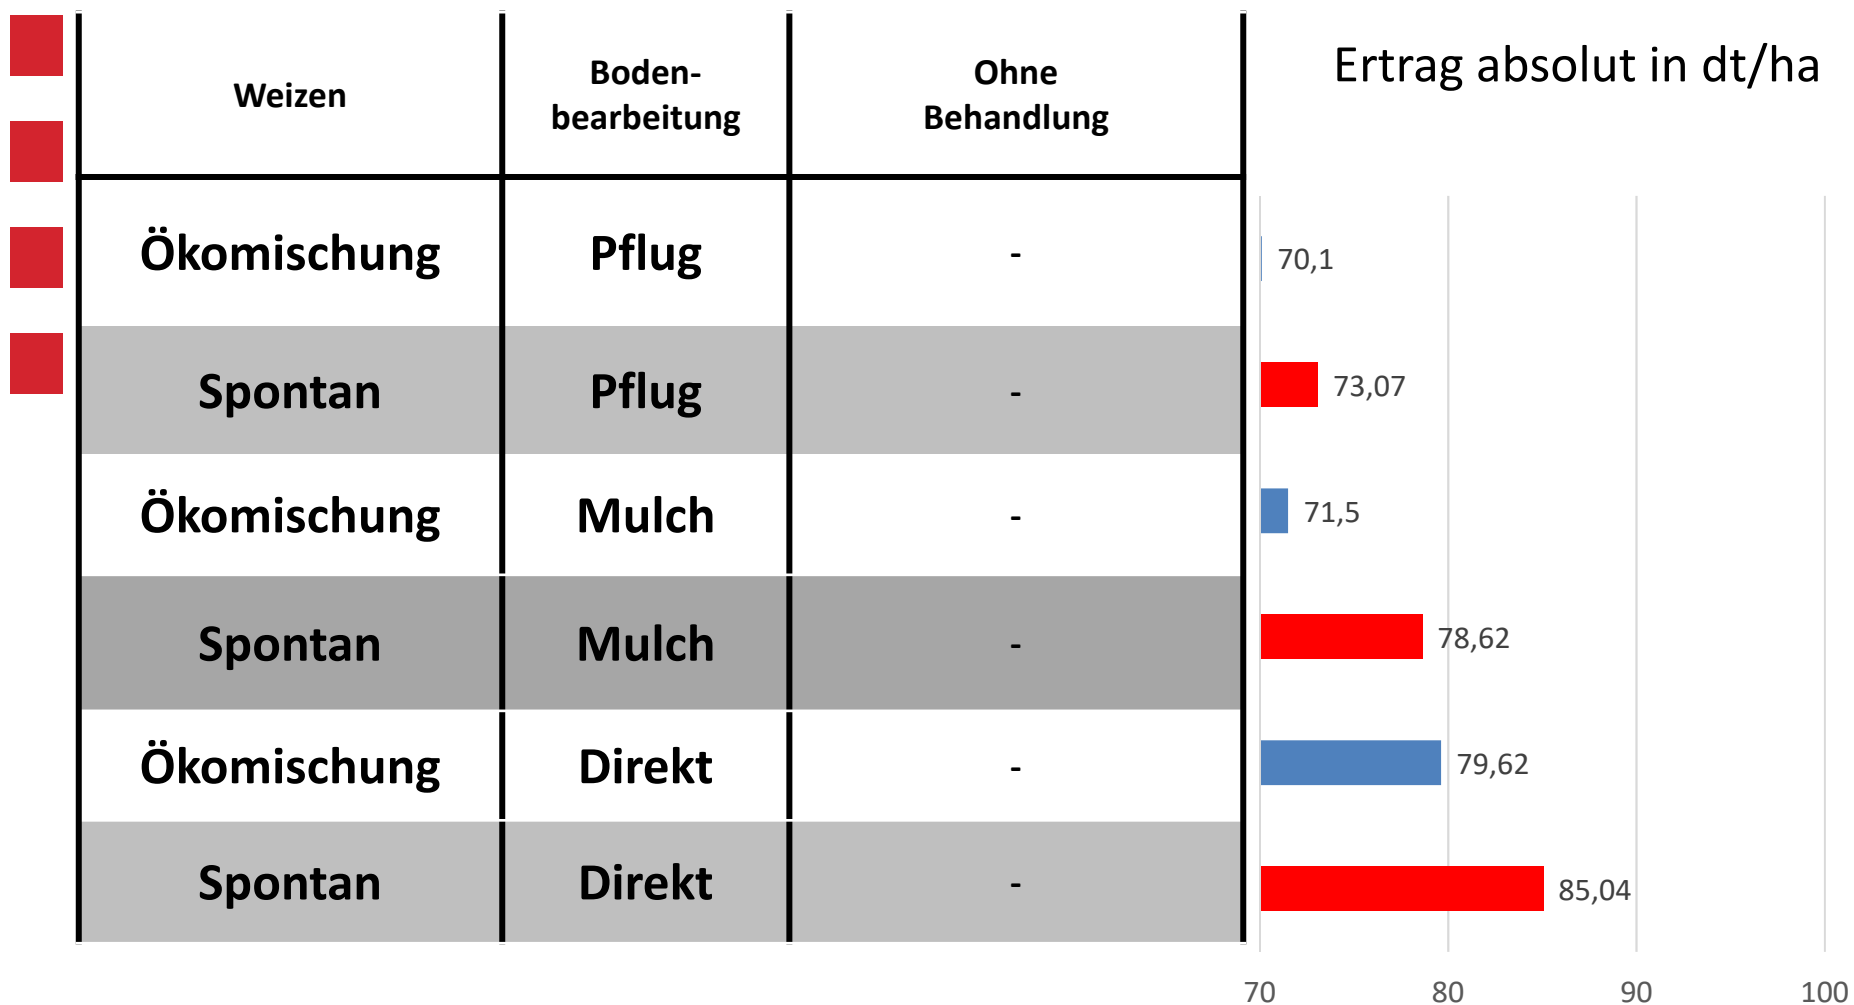 Weizen
Boden-
bearbeitung
Ohne
Behandlung
Ertrag absolut in dt/ha
Ökomischung Pflug - 70,1
Spontan Pflug - 73,07
Ökomischung Mulch - 71,5
Spontan Mulch - 78,62
Ökomischung Direkt - 79,62
Spontan Direkt - 85,04
70 80 90 100